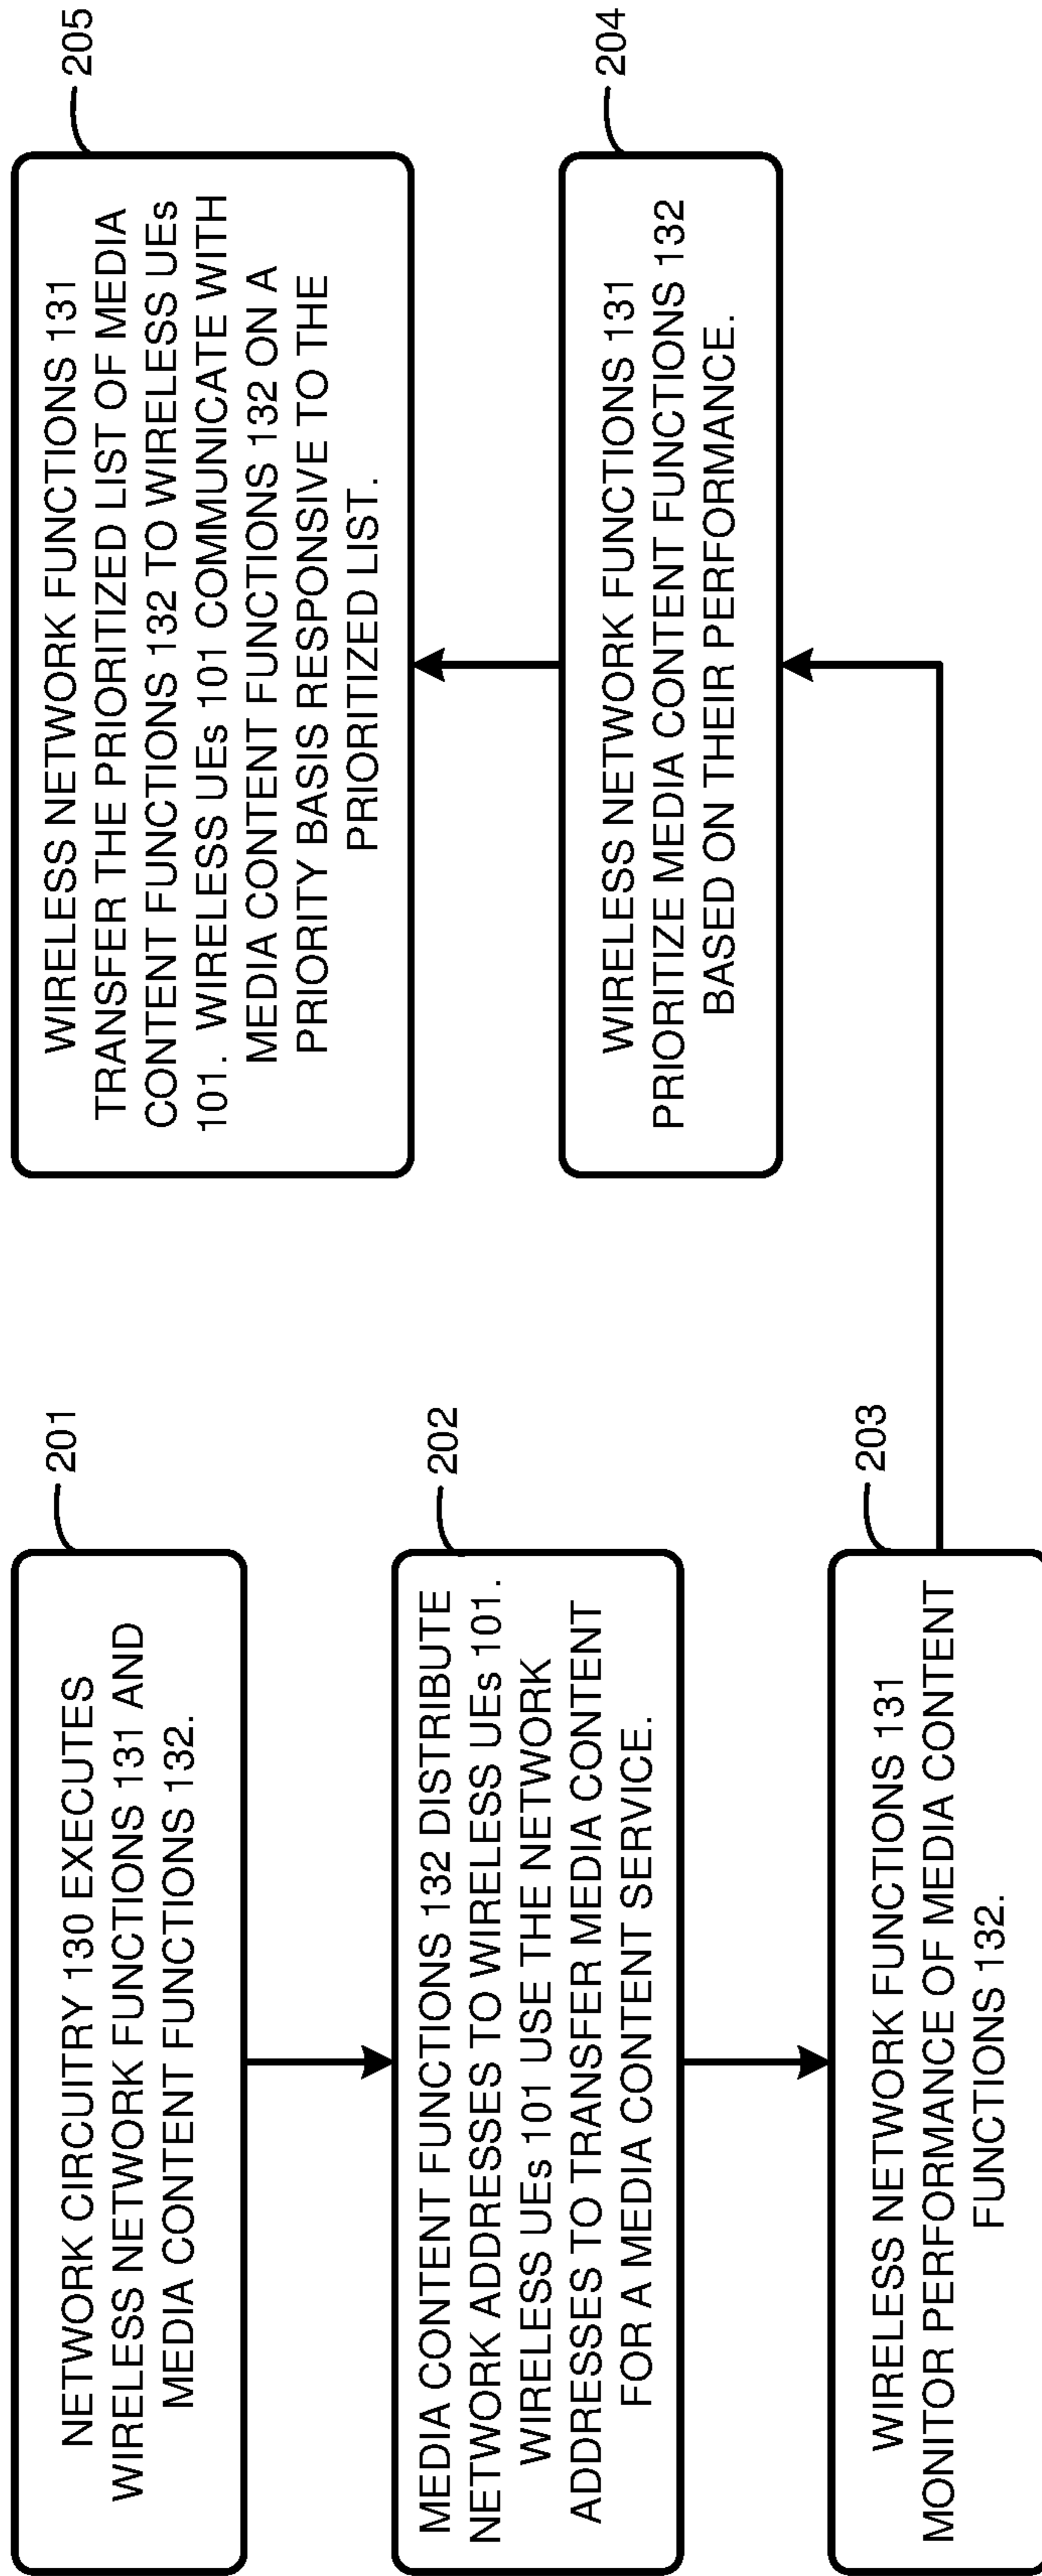 NETWORK CIRCUITRY 130 EXECUTES
WIRELESS NETWORK FUNCTIONS 131 AND
MEDIA CONTENT FUNCTIONS 132.
201
MEDIA CONTENT FUNCTIONS 132 DISTRIBUTE
NETWORK ADDRESSES TO WIRELESS UEs 101.
WIRELESS UEs 101 USE THE NETWORK
ADDRESSES TO TRANSFER MEDIA CONTENT
FOR A MEDIA CONTENT SERVICE.
202
WIRELESS NETWORK FUNCTIONS 131
MONITOR PERFORMANCE OF MEDIA CONTENT
FUNCTIONS 132.
203
WIRELESS NETWORK FUNCTIONS 131
PRIORITIZE MEDIA CONTENT FUNCTIONS 132
BASED ON THEIR PERFORMANCE.
204
WIRELESS NETWORK FUNCTIONS 131
TRANSFER THE PRIORITIZED LIST OF MEDIA
CONTENT FUNCTIONS 132 TO WIRELESS UEs
101. WIRELESS UEs 101 COMMUNICATE WITH
MEDIA CONTENT FUNCTIONS 132 ON A
PRIORITY BASIS RESPONSIVE TO THE
PRIORITIZED LIST.
205